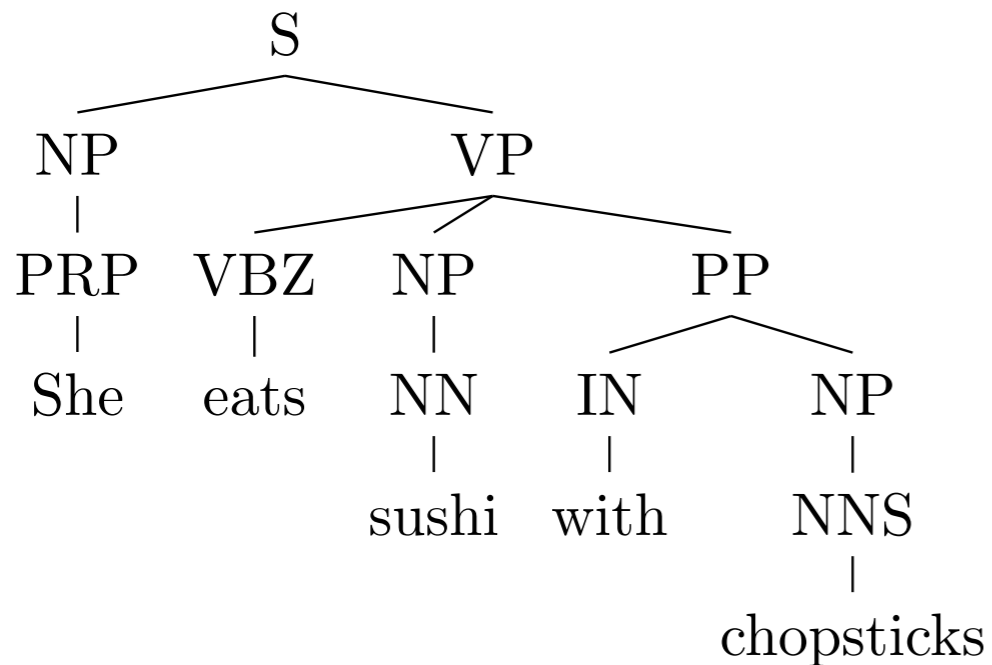 S
NP VP
PRP VBZ NP PP
She eats NN IN NP
sushi with NNS
chopsticks